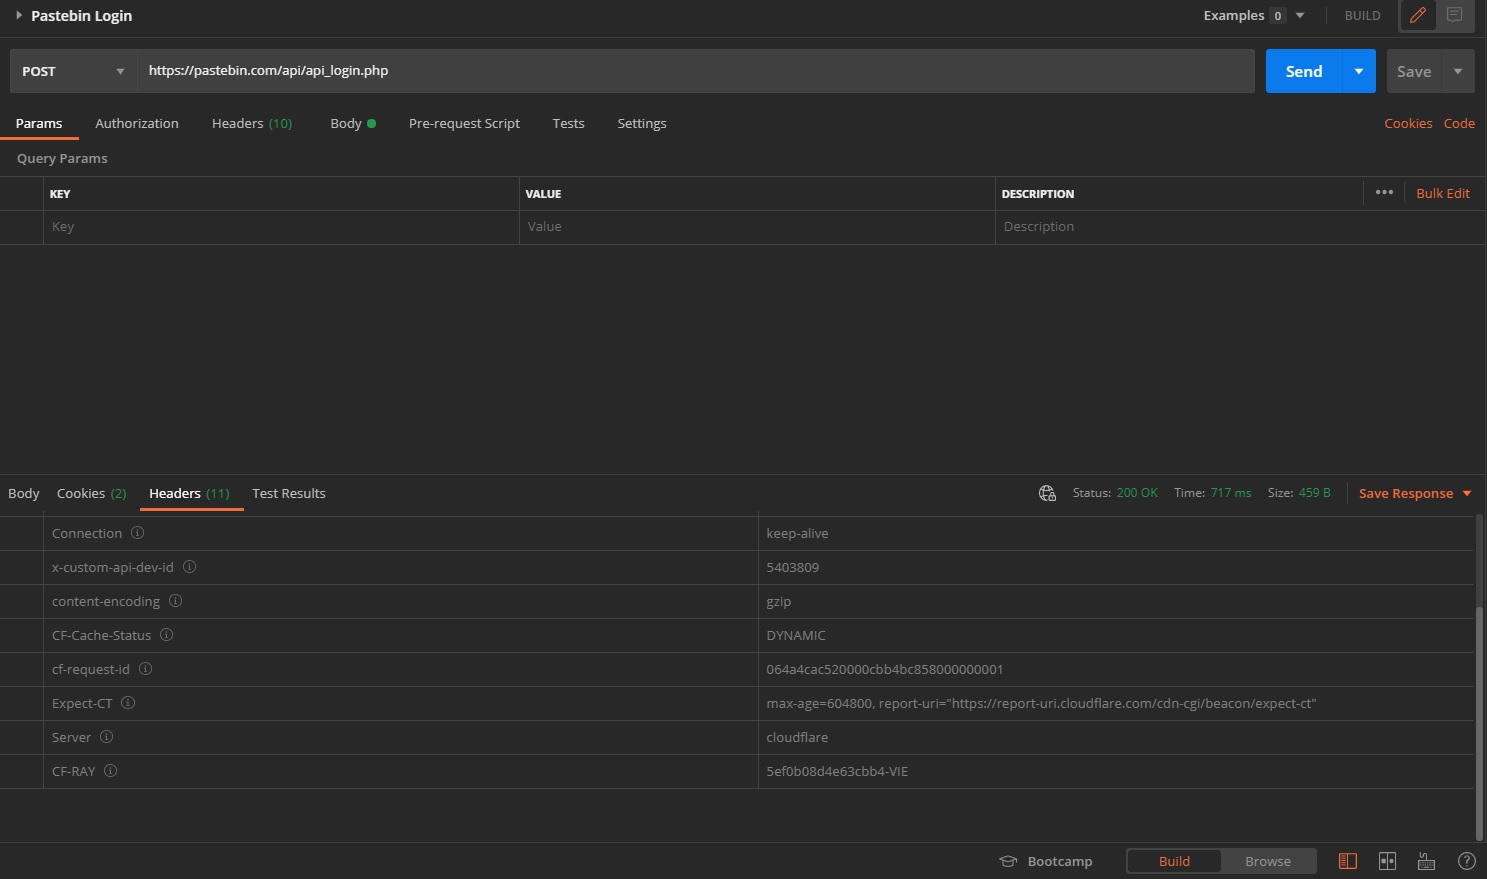 Pastebin Login
Examples 0 BUILD
POST https://pastebin.com/api/api_login.php Send Save
Params Authorization Headers (10) Body Pre-request Script Tests Settings Cookies Code
Query Params
KEY VALUE DESCRIPTION ••• Bulk Edit
Key Value Description
Body Cookies (2) Headers (11) Test Results Status: 200 OK Time: 717 ms Size: 459 B Save Response
Connection keep-alive
x-custom-api-dev-id 5403809
content-encoding gzip
CF-Cache-Status DYNAMIC
cf-request-id 064a4cac520000cbb4bc858000000001
Expect-CT max-age=604800, report-uri="https://report-uri.cloudflare.com/cdn-cgi/beacon/expect-ct"
Server cloudflare
CF-RAY 5ef0b08d4e63cbb4-VIE
Bootcamp Build Browse